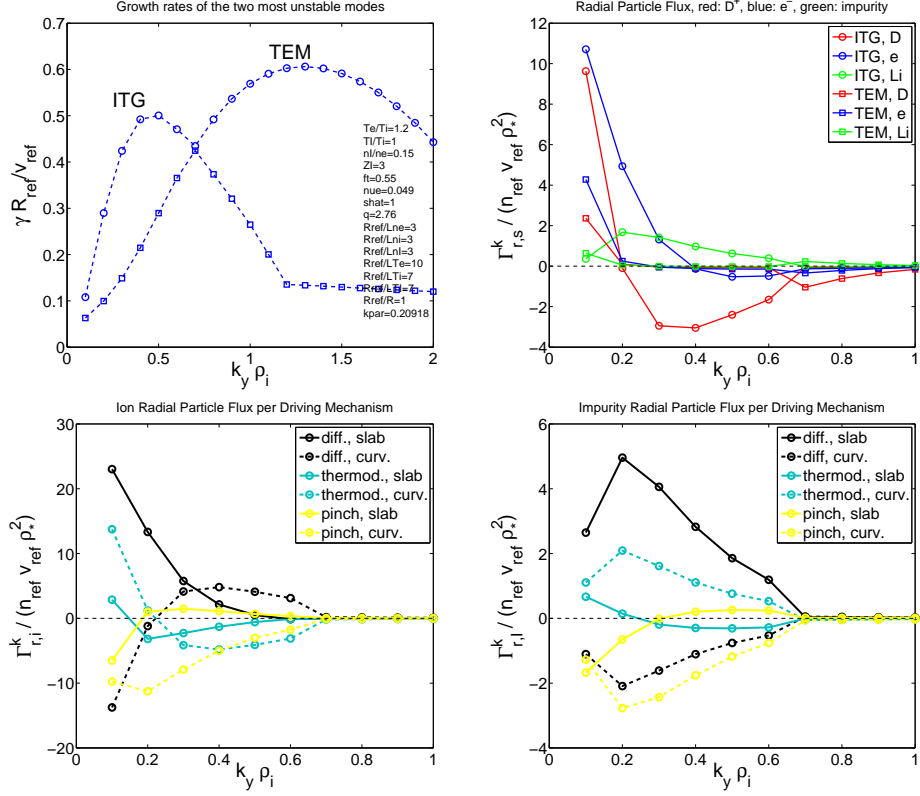 Growth rates of the two most unstable modes
0.7
0.6
0.5
0.4
0.3
0.2
0.1
0
γ R_ref/v_ref
ITG
TEM
Te/Ti=1.2
TI/Ti=1
nI/ne=0.15
ZI=3
ft=0.55
nue=0.049
shat=1
q=2.76
Rref/Lne=3
Rref/Lni=3
Rref/LnI=3
Rref/LTe=10
Rref/LTi=7
Rref/LTI=7
Rref/R=1
kpar=0.20918
0 0.5 1 1.5 2
k_y ρ_i
Radial Particle Flux, red: D⁺, blue: e⁻, green: impurity
12
10
8
6
4
2
0
−2
−4
Γ^k_{r,s} / (n_ref v_ref ρ_*^2)
ITG, D
ITG, e
ITG, Li
TEM, D
TEM, e
TEM, Li
0 0.2 0.4 0.6 0.8 1
k_y ρ_i
Ion Radial Particle Flux per Driving Mechanism
30
20
10
0
−10
−20
Γ^k_{r,i} / (n_ref v_ref ρ_*^2)
diff., slab
diff., curv.
thermod., slab
thermod., curv.
pinch, slab
pinch, curv.
0 0.2 0.4 0.6 0.8 1
k_y ρ_i
Impurity Radial Particle Flux per Driving Mechanism
6
4
2
0
−2
−4
Γ^k_{r,I} / (n_ref v_ref ρ_*^2)
diff., slab
diff., curv.
thermod., slab
thermod., curv.
pinch, slab
pinch, curv.
0 0.2 0.4 0.6 0.8 1
k_y ρ_i